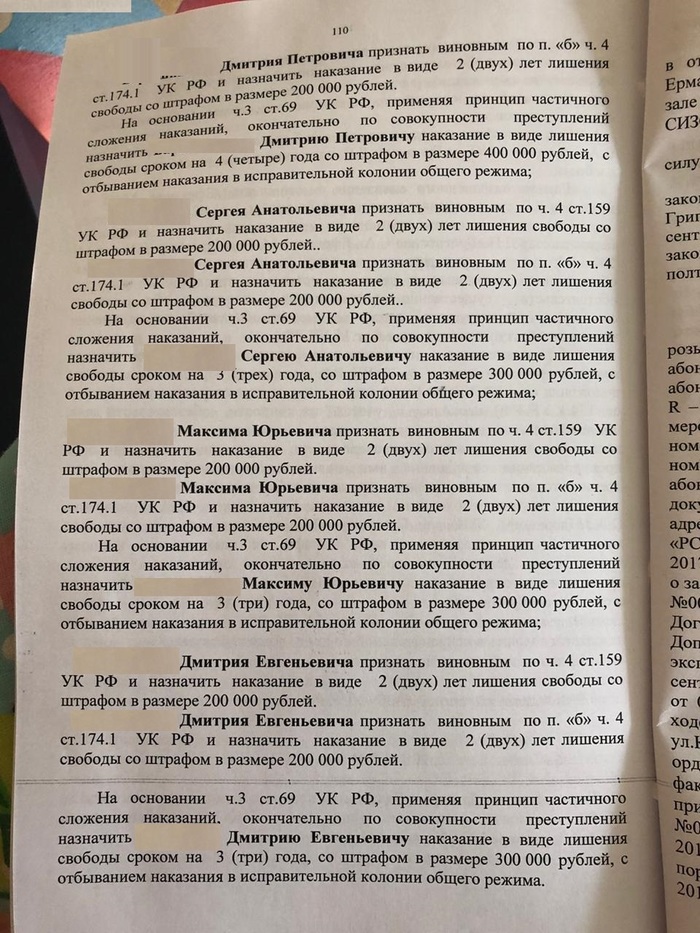 110
Дмитрия Петровича признать виновным по п. «б» ч. 4
ст.174.1 УК РФ и назначить наказание в виде 2 (двух) лет лишения
свободы со штрафом в размере 200 000 рублей.
На основании ч.3 ст.69 УК РФ, применяя принцип частичного
сложения наказаний, окончательно по совокупности преступлений
назначить Дмитрию Петровичу наказание в виде лишения
свободы сроком на 4 (четыре) года со штрафом в размере 400 000 рублей, с
отбыванием наказания в исправительной колонии общего режима;
Сергея Анатольевича признать виновным по ч. 4 ст.159
УК РФ и назначить наказание в виде 2 (двух) лет лишения свободы со
штрафом в размере 200 000 рублей..
Сергея Анатольевича признать виновным по п. «б» ч. 4
ст.174.1 УК РФ и назначить наказание в виде 2 (двух) лет лишения
свободы со штрафом в размере 200 000 рублей..
На основании ч.3 ст.69 УК РФ, применяя принцип частичного
сложения наказаний, окончательно по совокупности преступлений
назначить Сергею Анатольевичу наказание в виде лишения
свободы сроком на 3 (трех) года, со штрафом в размере 300 000 рублей, с
отбыванием наказания в исправительной колонии общего режима;
Максима Юрьевича признать виновным по ч. 4 ст.159 УК
РФ и назначить наказание в виде 2 (двух) лет лишения свободы со
штрафом в размере 200 000 рублей.
Максима Юрьевича признать виновным по п. «б» ч. 4
ст.174.1 УК РФ и назначить наказание в виде 2 (двух) лет лишения
свободы со штрафом в размере 200 000 рублей.
На основании ч.3 ст.69 УК РФ, применяя принцип частичного
сложения наказаний, окончательно по совокупности преступлений
назначить Максиму Юрьевичу наказание в виде лишения
свободы сроком на 3 (три) года, со штрафом в размере 300 000 рублей, с
отбыванием наказания в исправительной колонии общего режима;
Дмитрия Евгеньевича признать виновным по ч. 4 ст.159
УК РФ и назначить наказание в виде 2 (двух) лет лишения свободы со
штрафом в размере 200 000 рублей.
Дмитрия Евгеньевича признать виновным по п. «б» ч. 4
ст.174.1 УК РФ и назначить наказание в виде 2 (двух) лет лишения
свободы со штрафом в размере 200 000 рублей.
На основании ч.3 ст.69 УК РФ, применяя принцип частичного
сложения наказаний, окончательно по совокупности преступлений
назначить Дмитрию Евгеньевичу наказание в виде лишения
свободы сроком на 3 (три) года, со штрафом в размере 300 000 рублей, с
отбыванием наказания в исправительной колонии общего режима.